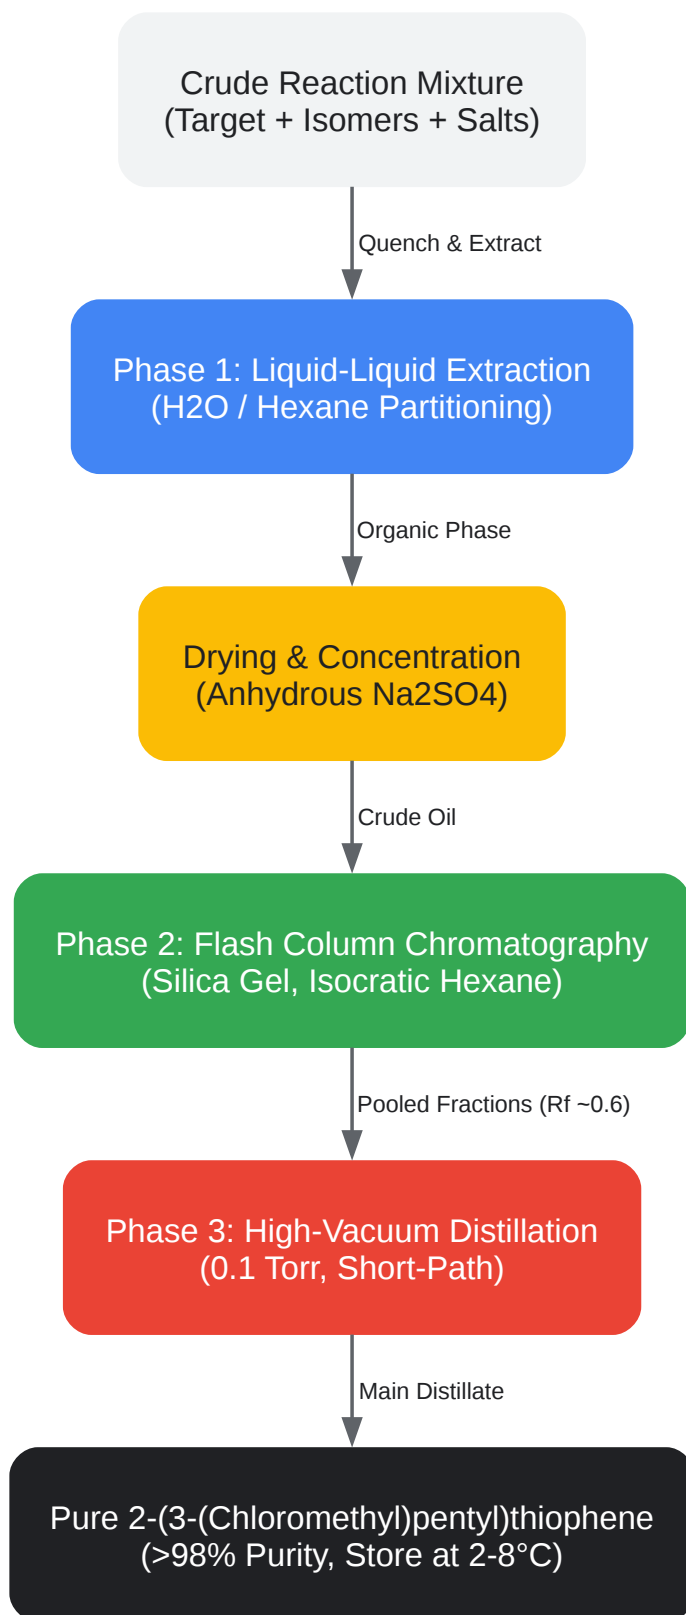 Crude Reaction Mixture
(Target + Isomers + Salts)
Quench & Extract
Phase 1: Liquid-Liquid Extraction
(H2O / Hexane Partitioning)
Organic Phase
Drying & Concentration
(Anhydrous Na2SO4)
Crude Oil
Phase 2: Flash Column Chromatography
(Silica Gel, Isocratic Hexane)
Pooled Fractions (Rf ~0.6)
Phase 3: High-Vacuum Distillation
(0.1 Torr, Short-Path)
Main Distillate
Pure 2-(3-(Chloromethyl)pentyl)thiophene
(>98% Purity, Store at 2-8°C)